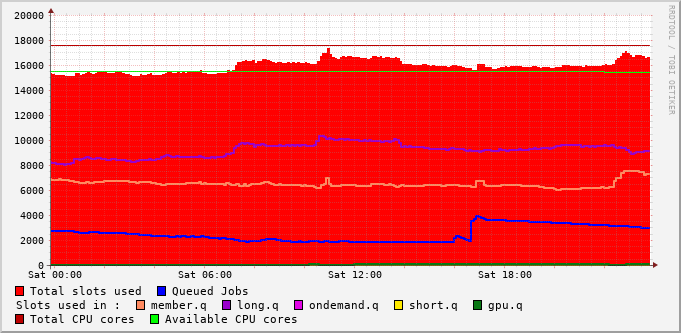 20000
18000
16000
14000
12000
10000
8000
6000
4000
2000
0
Sat 00:00 Sat 06:00 Sat 12:00 Sat 18:00
Total slots used Queued Jobs
Slots used in : member.q long.q ondemand.q short.q gpu.q
Total CPU cores Available CPU cores
RRDTOOL / TOBI OETIKER